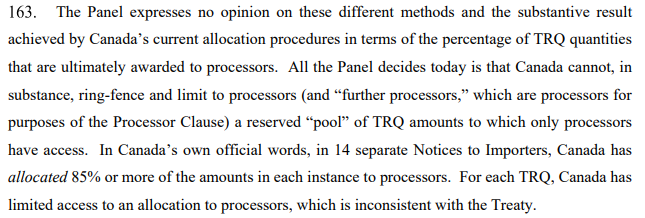 163. The Panel expresses no opinion on these different methods and the substantive result
achieved by Canada’s current allocation procedures in terms of the percentage of TRQ quantities
that are ultimately awarded to processors. All the Panel decides today is that Canada cannot, in
substance, ring-fence and limit to processors (and “further processors,” which are processors for
purposes of the Processor Clause) a reserved “pool” of TRQ amounts to which only processors
have access. In Canada’s own official words, in 14 separate Notices to Importers, Canada has
allocated 85% or more of the amounts in each instance to processors. For each TRQ, Canada has
limited access to an allocation to processors, which is inconsistent with the Treaty.